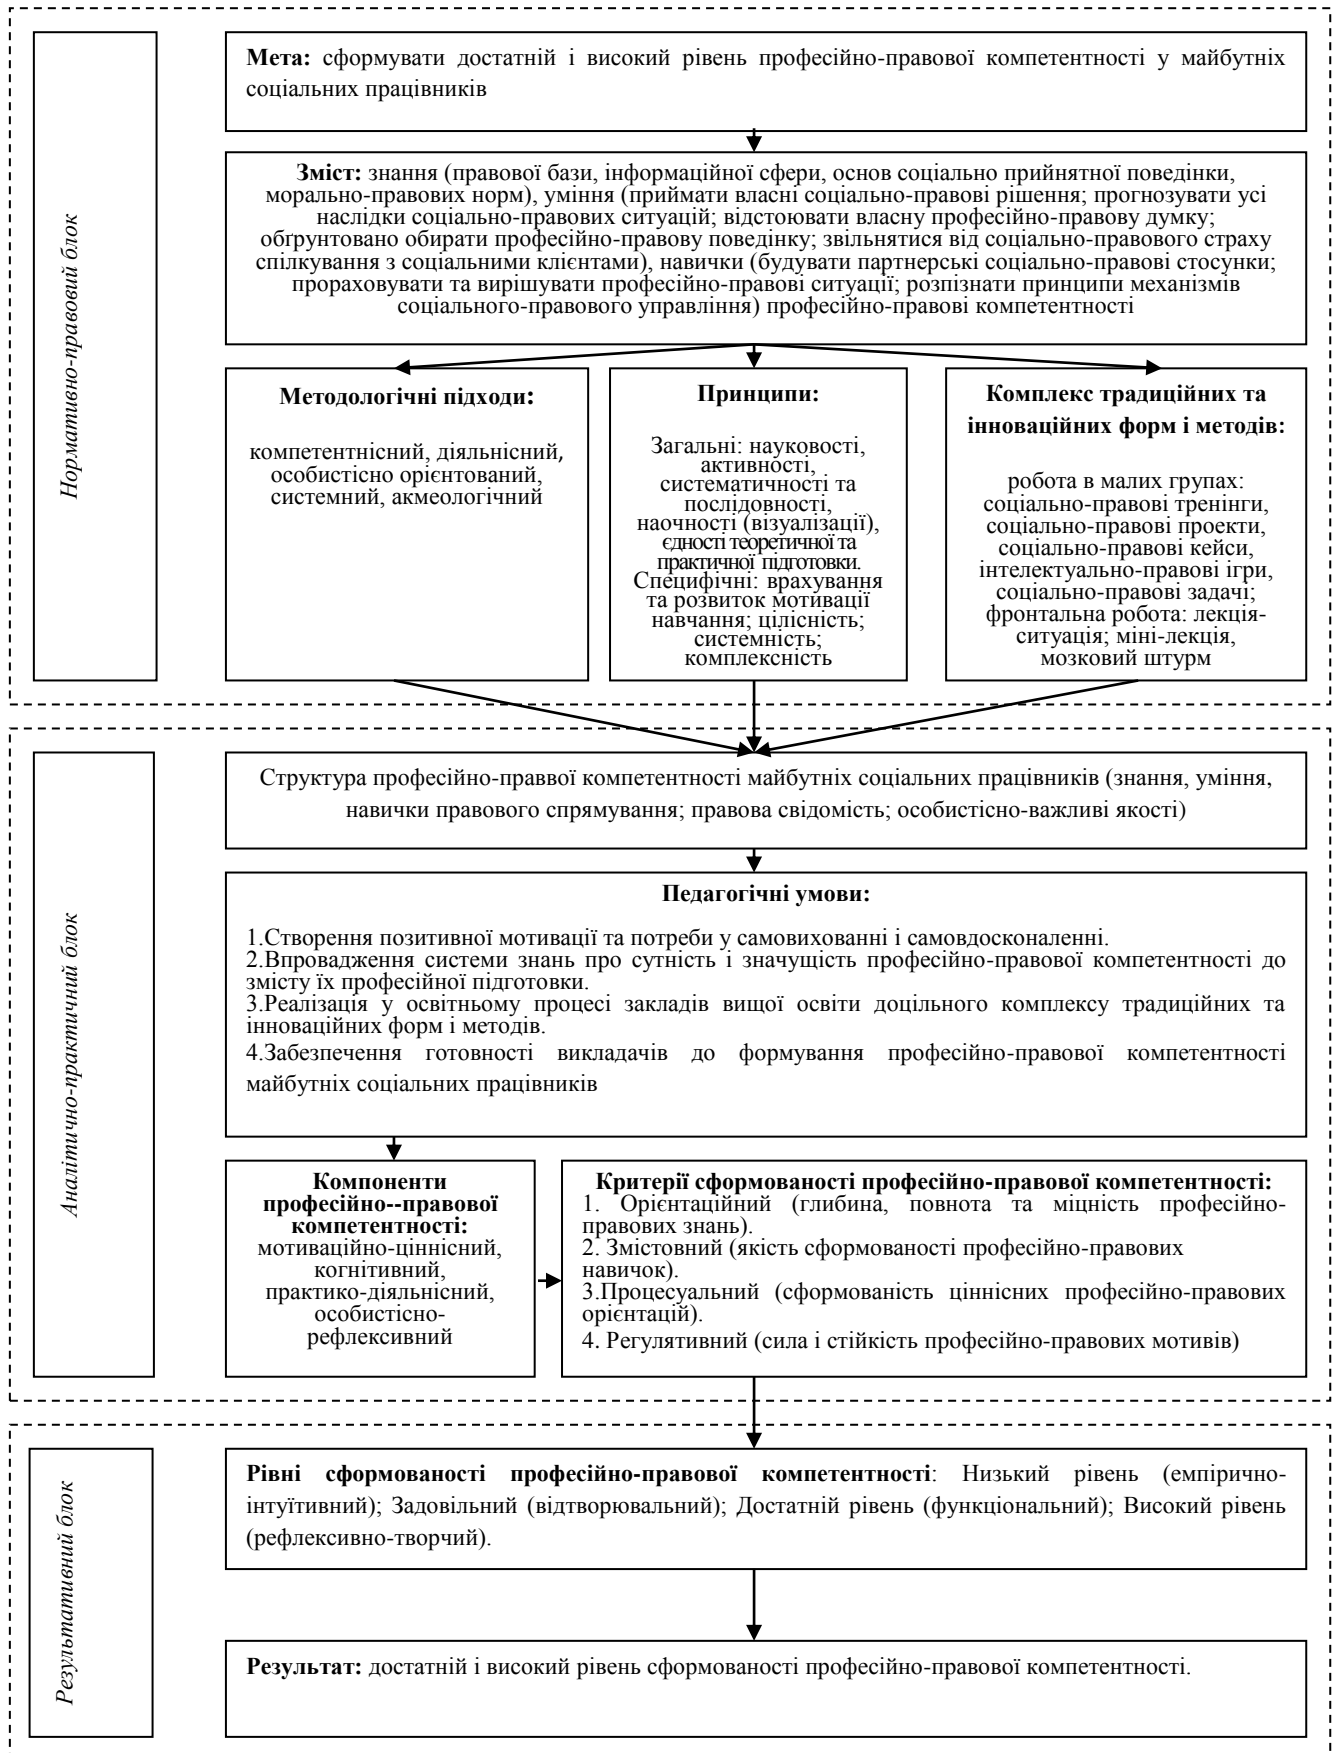 Нормативно-правовий блок
Мета: сформувати достатній і високий рівень професійно-правової компетентності у майбутніх
соціальних працівників
Зміст: знання (правової бази, інформаційної сфери, основ соціально прийнятної поведінки,
морально-правових норм), уміння (приймати власні соціально-правові рішення; прогнозувати усі
наслідки соціально-правових ситуацій; відстоювати власну професійно-правову думку;
обґрунтовано обирати професійно-правову поведінку; звільнятися від соціально-правового страху
спілкування з соціальними клієнтами), навички (будувати партнерські соціально-правові стосунки;
прораховувати та вирішувати професійно-правові ситуації; розпізнати принципи механізмів
соціального-правового управління) професійно-правові компетентності
Методологічні підходи:
компетентнісний, діяльнісний,
особистісно орієнтований,
системний, акмеологічний
Принципи:
Загальні: науковості,
активності,
систематичності та
послідовності,
наочності (візуалізації),
єдності теоретичної та
практичної підготовки.
Специфічні: врахування
та розвиток мотивації
навчання; цілісність;
системність;
комплексність
Комплекс традиційних та
інноваційних форм і методів:
робота в малих групах:
соціально-правові тренінги,
соціально-правові проекти,
соціально-правові кейси,
інтелектуально-правові ігри,
соціально-правові задачі;
фронтальна робота: лекція-
ситуація; міні-лекція,
мозковий штурм
Аналітично-практичний блок
Структура професійно-праввої компетентності майбутніх соціальних працівників (знання, уміння,
навички правового спрямування; правова свідомість; особистісно-важливі якості)
Педагогічні умови:
1.Створення позитивної мотивації та потреби у самовихованні і самовдосконаленні.
2.Впровадження системи знань про сутність і значущість професійно-правової компетентності до
змісту їх професійної підготовки.
3.Реалізація у освітньому процесі закладів вищої освіти доцільного комплексу традиційних та
інноваційних форм і методів.
4.Забезпечення готовності викладачів до формування професійно-правової компетентності
майбутніх соціальних працівників
Компоненти
професійно--правової
компетентності:
мотиваційно-ціннісний,
когнітивний,
практико-діяльнісний,
особистісно-
рефлексивний
Критерії сформованості професійно-правової компетентності:
1. Орієнтаційний (глибина, повнота та міцність професійно-
правових знань).
2. Змістовний (якість сформованості професійно-правових
навичок).
3.Процесуальний (сформованість ціннісних професійно-правових
орієнтацій).
4. Регулятивний (сила і стійкість професійно-правових мотивів)
Результативний блок
Рівні сформованості професійно-правової компетентності: Низький рівень (емпірично-
інтуїтивний); Задовільний (відтворювальний); Достатній рівень (функціональний); Високий рівень
(рефлексивно-творчий).
Результат: достатній і високий рівень сформованості професійно-правової компетентності.